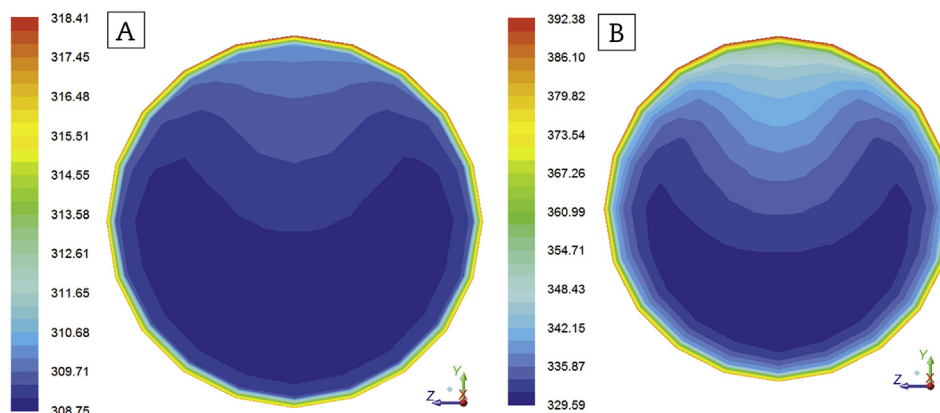 A
318.41
317.45
316.48
315.51
314.55
313.58
312.61
311.65
310.68
309.71
308.75
Y
Z
X
B
392.38
386.10
379.82
373.54
367.26
360.99
354.71
348.43
342.15
335.87
329.59
Y
Z
X